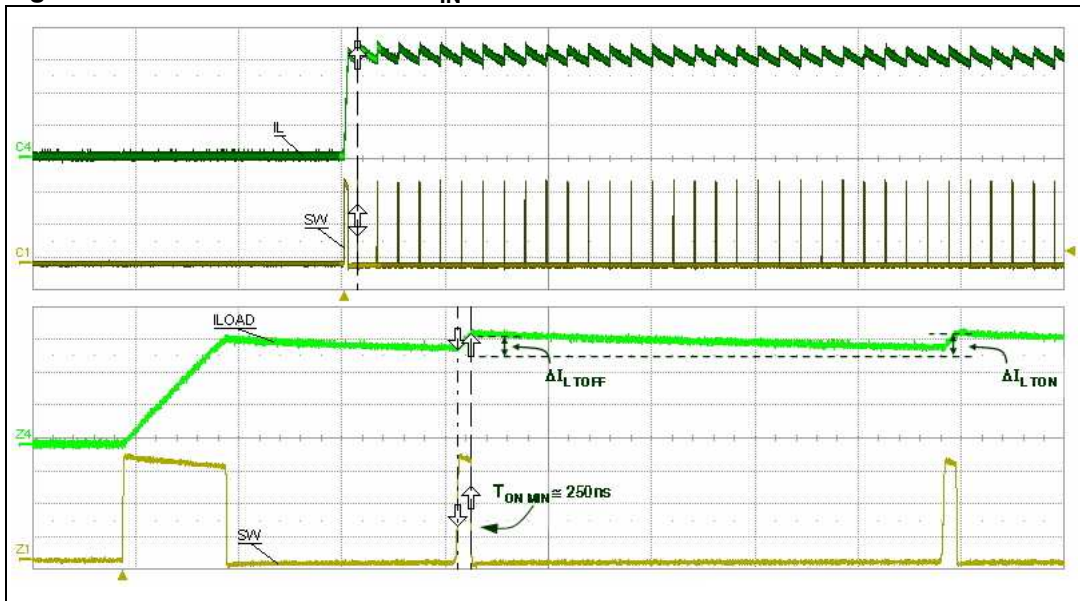 IN
C4
IL
SW
C1
ILOAD
ΔIL TOFF
ΔIL TON
Z4
TON MIN ≅ 250ns
SW
Z1